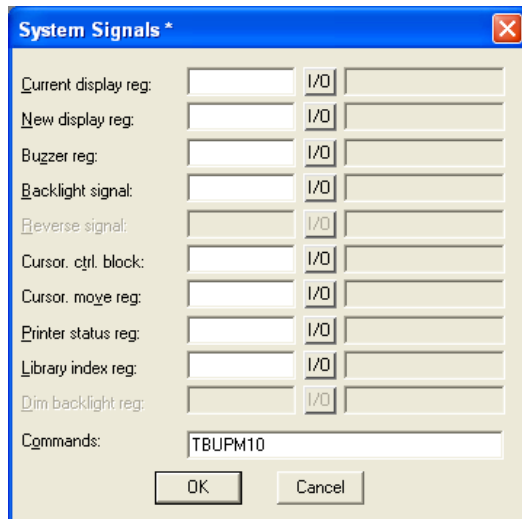 System Signals *
Current display reg: I/O
New display reg: I/O
Buzzer reg: I/O
Backlight signal: I/O
Reverse signal: I/O
Cursor. ctrl. block: I/O
Cursor. move reg: I/O
Printer status reg: I/O
Library index reg: I/O
Dim backlight reg: I/O
Commands: TBUPM10
OK Cancel